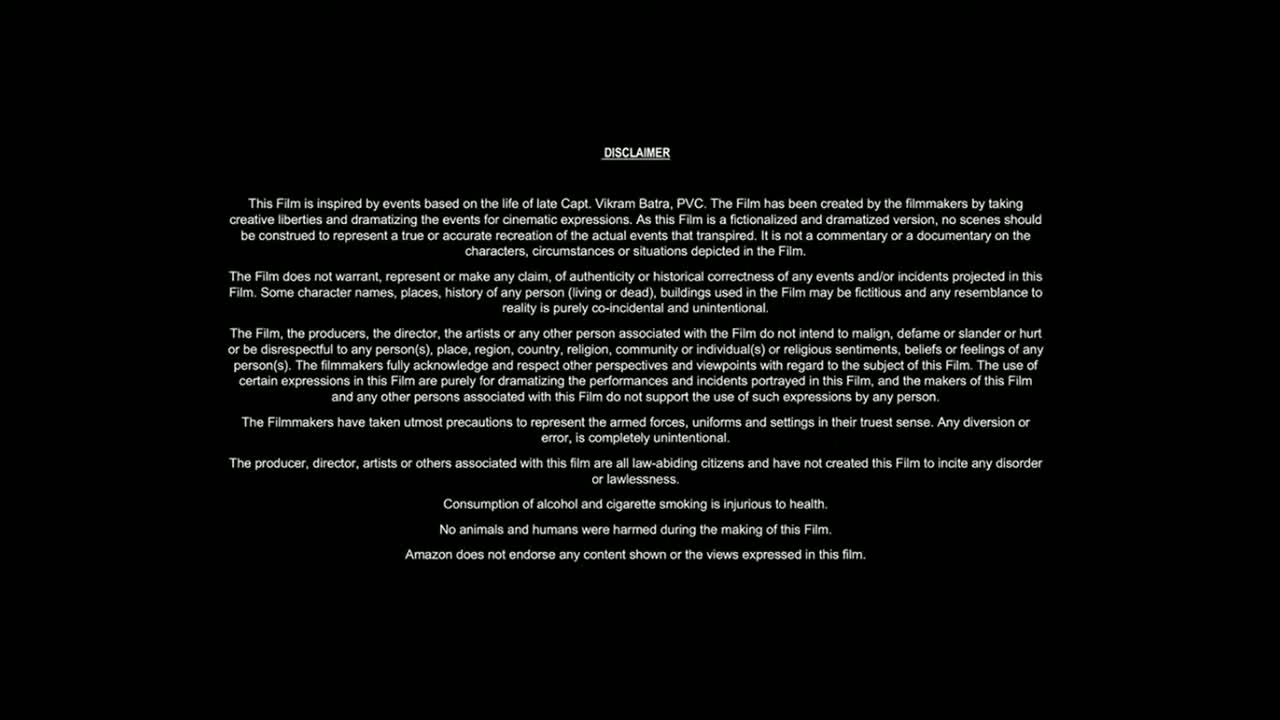 DISCLAIMER
This Film is inspired by events based on the life of late Capt. Vikram Batra, PVC. The Film has been created by the filmmakers by taking
creative liberties and dramatizing the events for cinematic expressions. As this Film is a fictionalized and dramatized version, no scenes should
be construed to represent a true or accurate recreation of the actual events that transpired. It is not a commentary or a documentary on the
characters, circumstances or situations depicted in the Film.
The Film does not warrant, represent or make any claim, of authenticity or historical correctness of any events and/or incidents projected in this
Film. Some character names, places, history of any person (living or dead), buildings used in the Film may be fictitious and any resemblance to
reality is purely co-incidental and unintentional.
The Film, the producers, the director, the artists or any other person associated with the Film do not intend to malign, defame or slander or hurt
or be disrespectful to any person(s), place, region, country, religion, community or individual(s) or religious sentiments, beliefs or feelings of any
person(s). The filmmakers fully acknowledge and respect other perspectives and viewpoints with regard to the subject of this Film. The use of
certain expressions in this Film are purely for dramatizing the performances and incidents portrayed in this Film, and the makers of this Film
and any other persons associated with this Film do not support the use of such expressions by any person.
The Filmmakers have taken utmost precautions to represent the armed forces, uniforms and settings in their truest sense. Any diversion or
error, is completely unintentional.
The producer, director, artists or others associated with this film are all law-abiding citizens and have not created this Film to incite any disorder
or lawlessness.
Consumption of alcohol and cigarette smoking is injurious to health.
No animals and humans were harmed during the making of this Film.
Amazon does not endorse any content shown or the views expressed in this film.